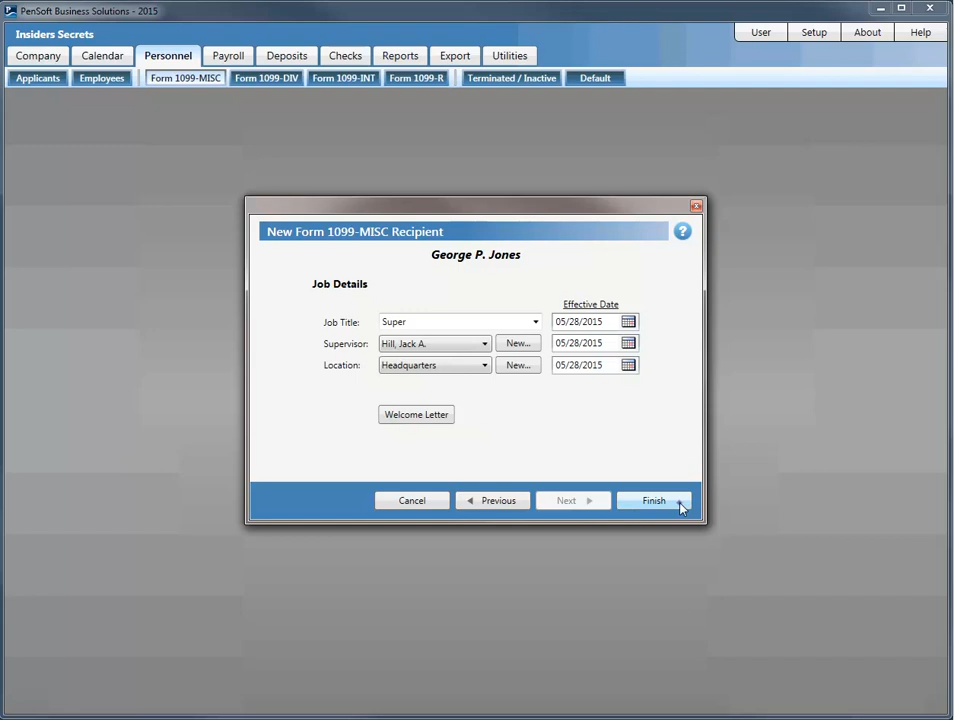 PenSoft Business Solutions - 2015
Insiders Secrets
User Setup About Help
Company Calendar Personnel Payroll Deposits Checks Reports Export Utilities
Applicants Employees Form 1099-MISC Form 1099-DIV Form 1099-INT Form 1099-R Terminated / Inactive Default
New Form 1099-MISC Recipient ?
George P. Jones
Job Details
Effective Date
Job Title: Super 05/28/2015
Supervisor: Hill, Jack A. New... 05/28/2015
Location: Headquarters New... 05/28/2015
Welcome Letter
Cancel Previous Next Finish